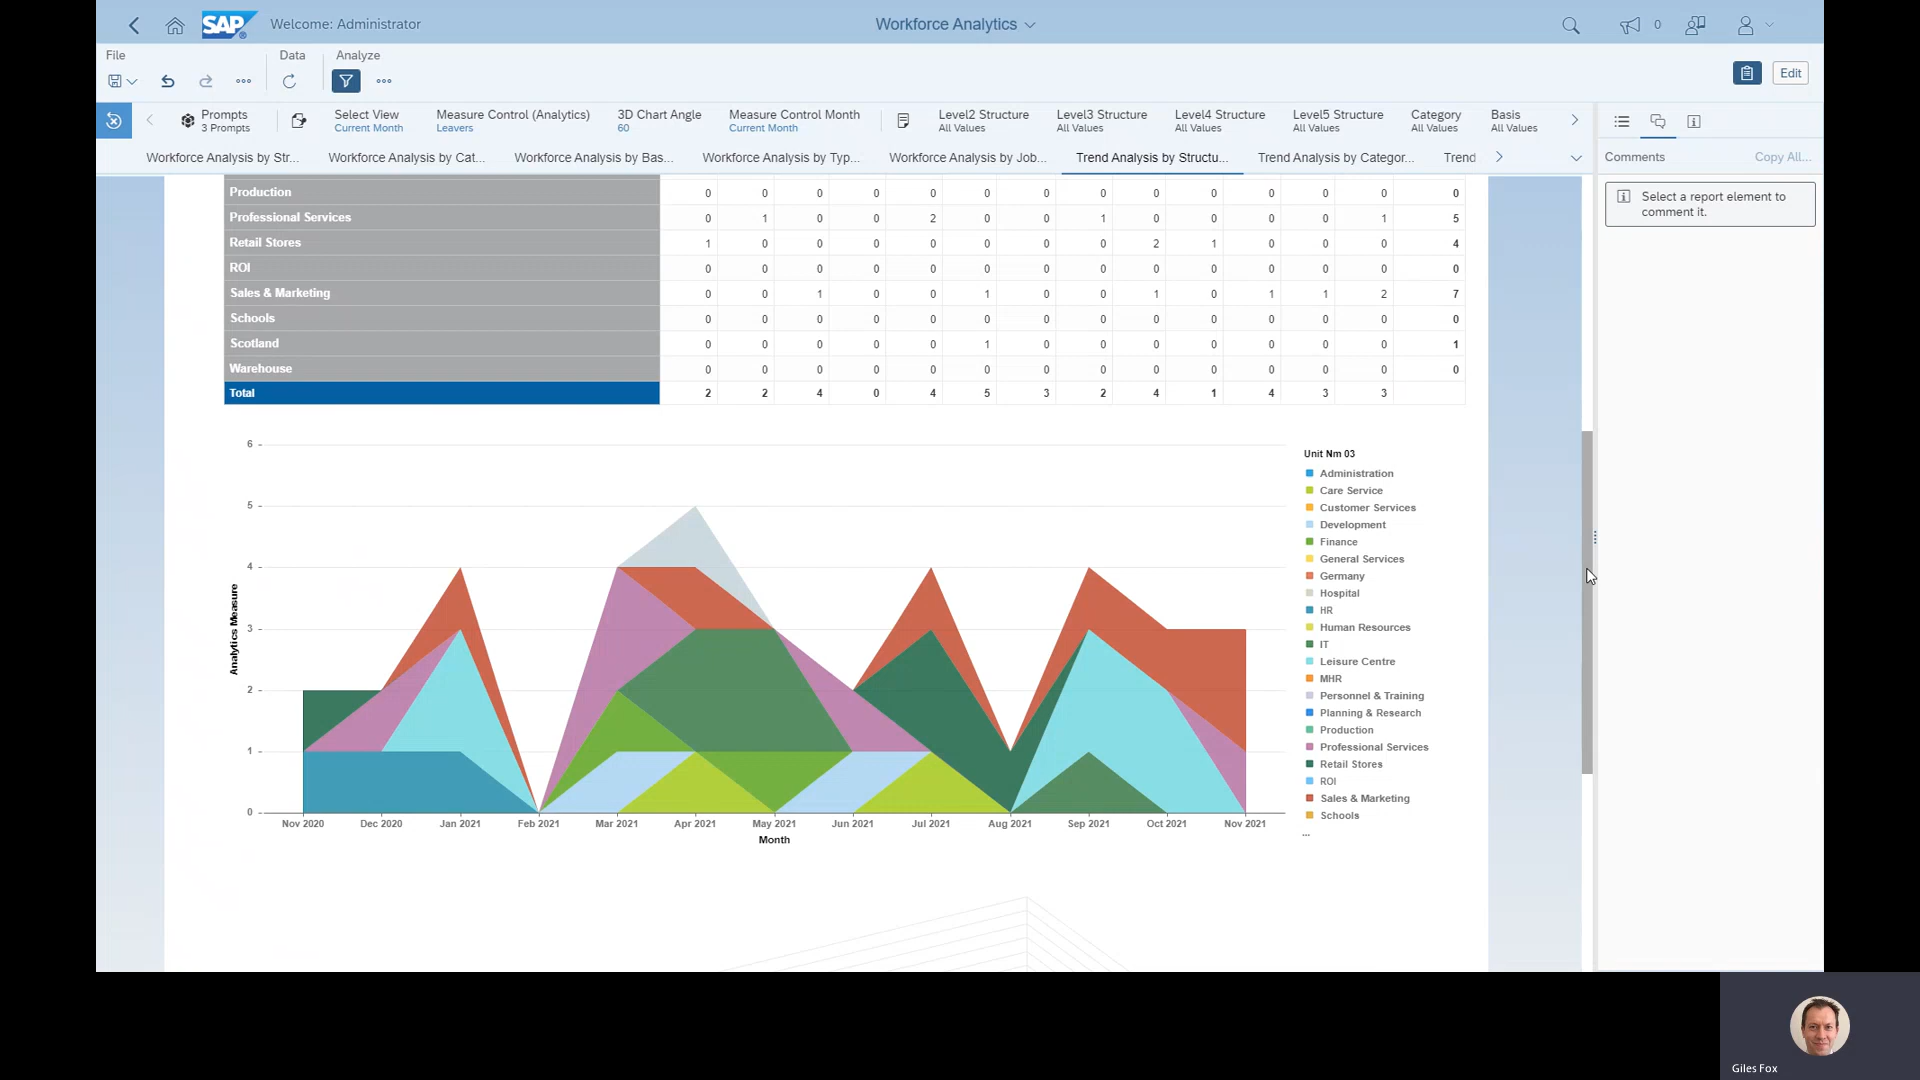 SAP Welcome: Administrator Workforce Analytics 0
File Data Analyze
Edit
Prompts Select View Measure Control (Analytics) 3D Chart Angle Measure Control Month Level2 Structure Level3 Structure Level4 Structure Level5 Structure Category Basis
3 Prompts Current Month Leavers 60 Current Month All Values All Values All Values All Values All Values All Values
Workforce Analysis by Str... Workforce Analysis by Cat... Workforce Analysis by Bas... Workforce Analysis by Typ... Workforce Analysis by Job... Trend Analysis by Structu... Trend Analysis by Categor... Trend
Comments Copy All...
Select a report element to
comment it.
Production 0 0 0 0 0 0 0 0 0 0 0 0 0 0
Professional Services 0 1 0 0 2 0 0 1 0 0 0 0 1 5
Retail Stores 1 0 0 0 0 0 0 0 2 1 0 0 0 4
ROI 0 0 0 0 0 0 0 0 0 0 0 0 0 0
Sales & Marketing 0 0 1 0 0 1 0 0 1 0 1 1 2 7
Schools 0 0 0 0 0 0 0 0 0 0 0 0 0 0
Scotland 0 0 0 0 0 1 0 0 0 0 0 0 0 1
Warehouse 0 0 0 0 0 0 0 0 0 0 0 0 0 0
Total 2 2 4 0 4 5 3 2 4 1 4 3 3
6
5
4
3
2
1
0
Analytics Measure
Nov 2020 Dec 2020 Jan 2021 Feb 2021 Mar 2021 Apr 2021 May 2021 Jun 2021 Jul 2021 Aug 2021 Sep 2021 Oct 2021 Nov 2021
Month
Unit Nm 03
Administration
Care Service
Customer Services
Development
Finance
General Services
Germany
Hospital
HR
Human Resources
IT
Leisure Centre
MHR
Personnel & Training
Planning & Research
Production
Professional Services
Retail Stores
ROI
Sales & Marketing
Schools
...
Giles Fox